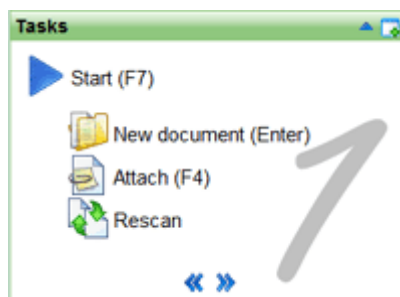 Tasks
Start (F7)
New document (Enter)
Attach (F4)
Rescan
1